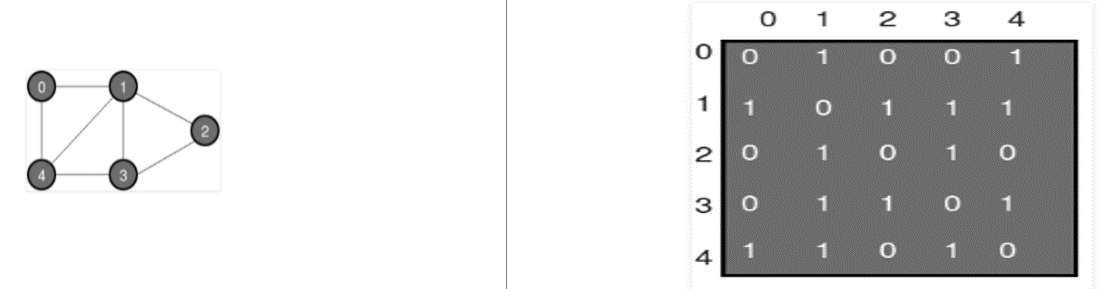 0 1
2
4 3
0 1 2 3 4
0 0 1 0 0 1
1 1 0 1 1 1
2 0 1 0 1 0
3 0 1 1 0 1
4 1 1 0 1 0